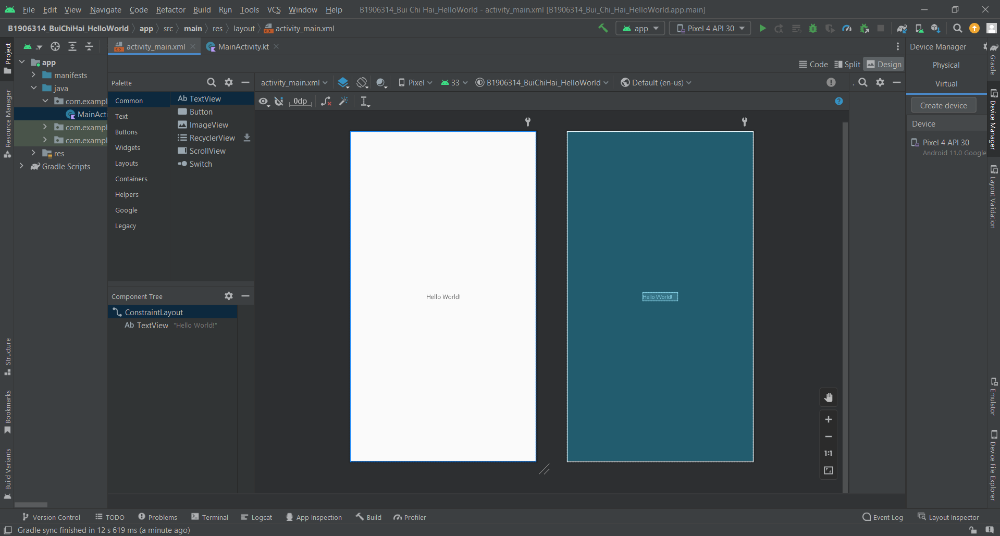 File Edit View Navigate Code Refactor Build Run Tools VCS Window Help B1906314_Bui Chi Hai_HelloWorld - activity_main.xml [B1906314_Bui_Chi_Hai_HelloWorld.app.main]
B1906314_BuiChiHai_HelloWorld app src main res layout activity_main.xml app Pixel 4 API 30
activity_main.xml MainActivity.kt
Code Split Design
Project
Resource Manager
Structure
Bookmarks
Build Variants
app
manifests
java
com.exampl
MainActi
com.exampl
com.exampl
res
Gradle Scripts
Palette
Common
Text
Buttons
Widgets
Layouts
Containers
Helpers
Google
Legacy
Ab TextView
Button
ImageView
RecyclerView
ScrollView
Switch
Component Tree
ConstraintLayout
Ab TextView "Hello World!"
activity_main.xml Pixel 33 B1906314_BuiChiHai_HelloWorld Default (en-us)
0dp
Hello World!
Hello World!
1:1
Device Manager
Physical
Virtual
Create device
Device
Pixel 4 API 30
Android 11.0 Google
Gradle
Device Manager
Layout Validation
Emulator
Device File Explorer
Version Control TODO Problems Terminal Logcat App Inspection Build Profiler Event Log Layout Inspector
Gradle sync finished in 12 s 619 ms (a minute ago)